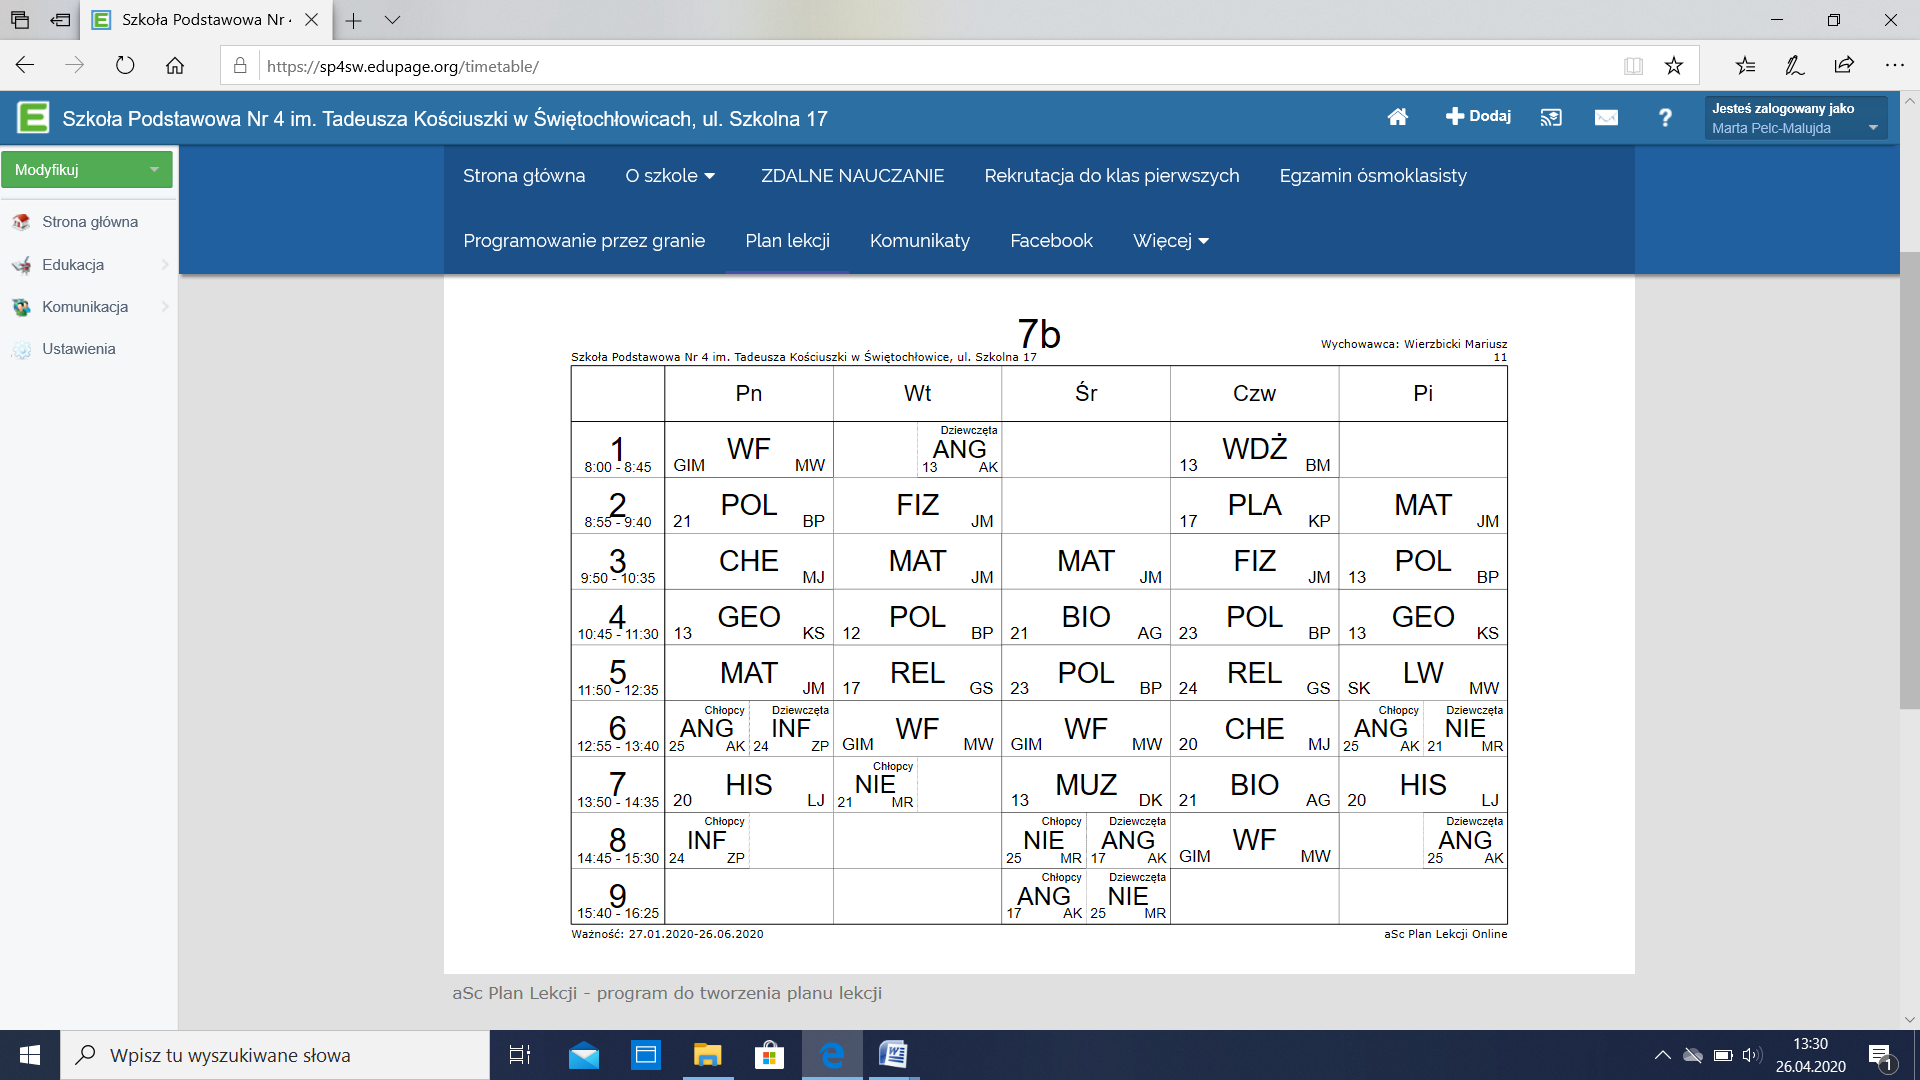 Szkoła Podstawowa Nr
https://sp4sw.edupage.org/timetable/
Szkoła Podstawowa Nr 4 im. Tadeusza Kościuszki w Świętochłowicach, ul. Szkolna 17
Dodaj
?
Jesteś zalogowany jako
Marta Pelc-Malujda
Modyfikuj
Strona główna
Edukacja
Komunikacja
Ustawienia
Strona główna O szkole ZDALNE NAUCZANIE Rekrutacja do klas pierwszych Egzamin ósmoklasisty
Programowanie przez granie Plan lekcji Komunikaty Facebook Więcej
7b
Szkoła Podstawowa Nr 4 im. Tadeusza Kościuszki w Świętochłowice, ul. Szkolna 17
Wychowawca: Wierzbicki Mariusz
11
Pn Wt Śr Czw Pi
1 8:00 - 8:45
WF GIM MW
Dziewczęta ANG 13 AK
WDŻ 13 BM
2 8:55 - 9:40
POL 21 BP
FIZ JM
PLA 17 KP
MAT JM
3 9:50 - 10:35
CHE MJ
MAT JM
MAT JM
FIZ JM
POL 13 BP
4 10:45 - 11:30
GEO 13 KS
POL 12 BP
BIO 21 AG
POL 23 BP
GEO 13 KS
5 11:50 - 12:35
MAT JM
REL 17 GS
POL 23 BP
REL 24 GS
LW SK MW
6 12:55 - 13:40
Chłopcy ANG 25 AK
Dziewczęta INF 24 ZP
WF GIM MW
WF GIM MW
CHE 20 MJ
Chłopcy ANG 25 AK
Dziewczęta NIE 21 MR
7 13:50 - 14:35
HIS 20 LJ
Chłopcy NIE 21 MR
MUZ 13 DK
BIO 21 AG
HIS 20 LJ
8 14:45 - 15:30
Chłopcy INF 24 ZP
Chłopcy NIE 25 MR
Dziewczęta ANG 17 AK
WF GIM MW
Dziewczęta ANG 25 AK
9 15:40 - 16:25
Chłopcy ANG 17 AK
Dziewczęta NIE 25 MR
Ważność: 27.01.2020-26.06.2020
aSc Plan Lekcji Online
aSc Plan Lekcji - program do tworzenia planu lekcji
Wpisz tu wyszukiwane słowa
13:30
26.04.2020
1